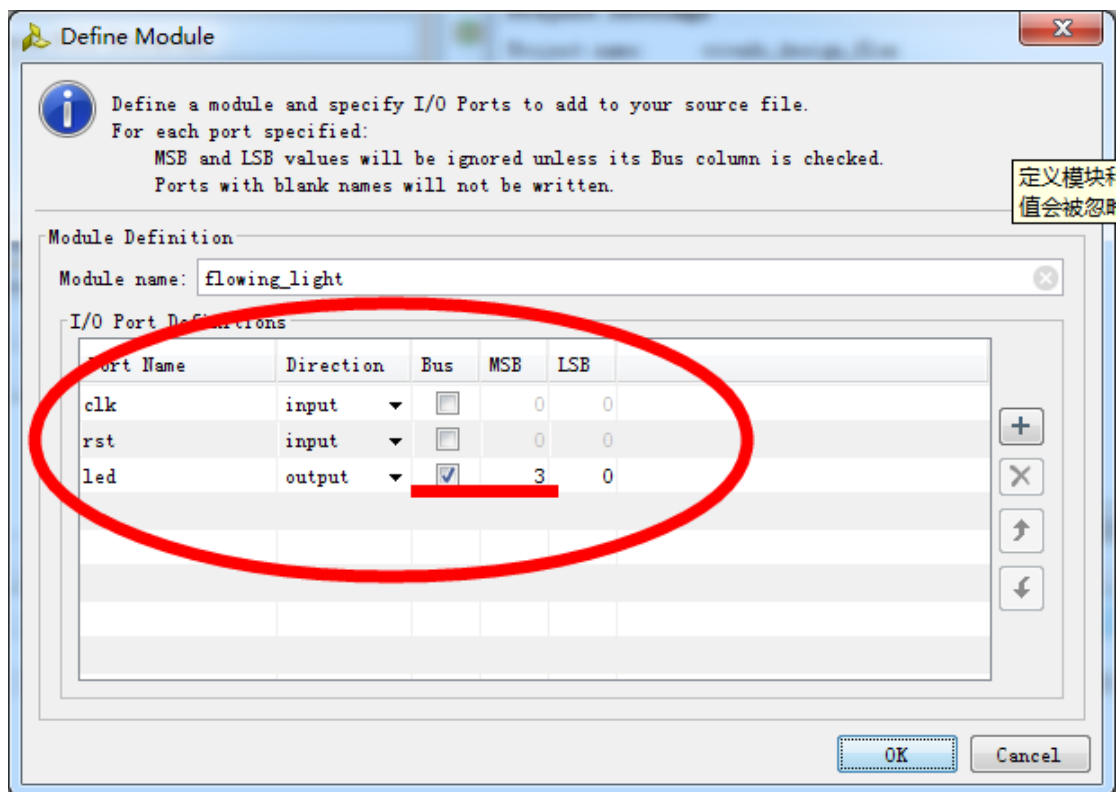 Define Module
Define a module and specify I/O Ports to add to your source file.
For each port specified:
MSB and LSB values will be ignored unless its Bus column is checked.
Ports with blank names will not be written.
定义模块
值会被忽
Module Definition
Module name: flowing_light
I/O Port Definitions
Port Name Direction Bus MSB LSB
clk input 0 0
rst input 0 0
led output 3 0
OK Cancel